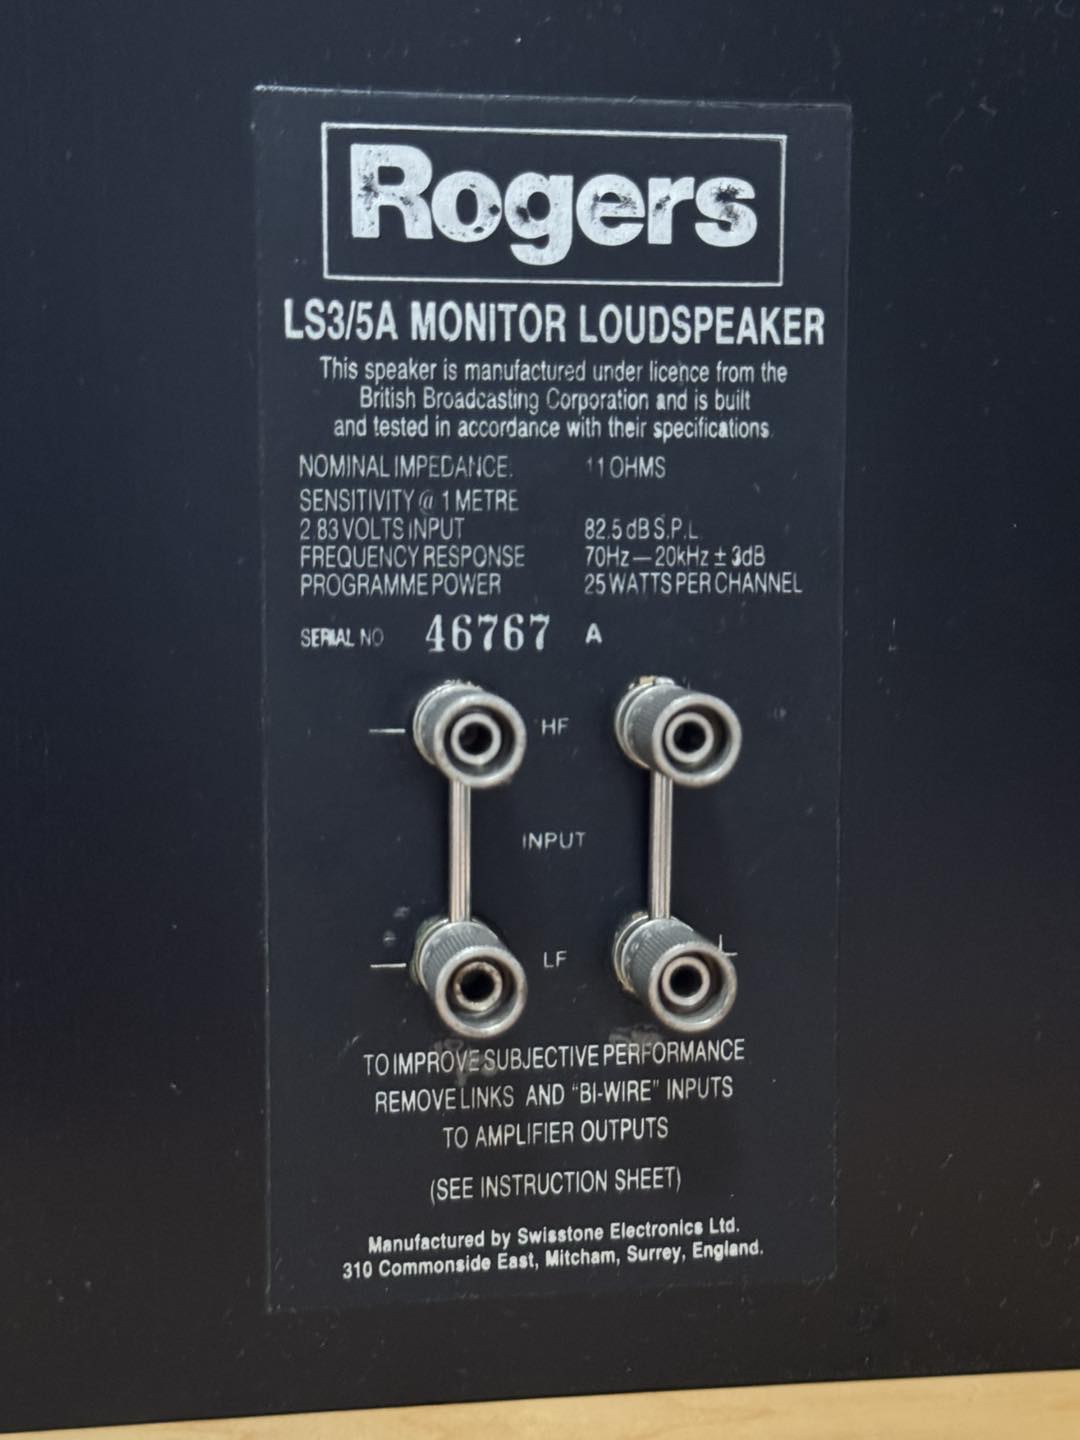 Rogers
LS3/5A MONITOR LOUDSPEAKER
This speaker is manufactured under licence from the
British Broadcasting Corporation and is built
and tested in accordance with their specifications.
NOMINAL IMPEDANCE. 11 OHMS
SENSITIVITY @ 1 METRE
2.83 VOLTS INPUT 82.5 dB S.P.L.
FREQUENCY RESPONSE 70Hz — 20kHz ± 3dB
PROGRAMME POWER 25 WATTS PER CHANNEL
SERIAL NO 46767 A
— HF
INPUT
— LF
TO IMPROVE SUBJECTIVE PERFORMANCE
REMOVE LINKS AND "BI-WIRE" INPUTS
TO AMPLIFIER OUTPUTS
(SEE INSTRUCTION SHEET)
Manufactured by Swisstone Electronics Ltd.
310 Commonside East, Mitcham, Surrey, England.